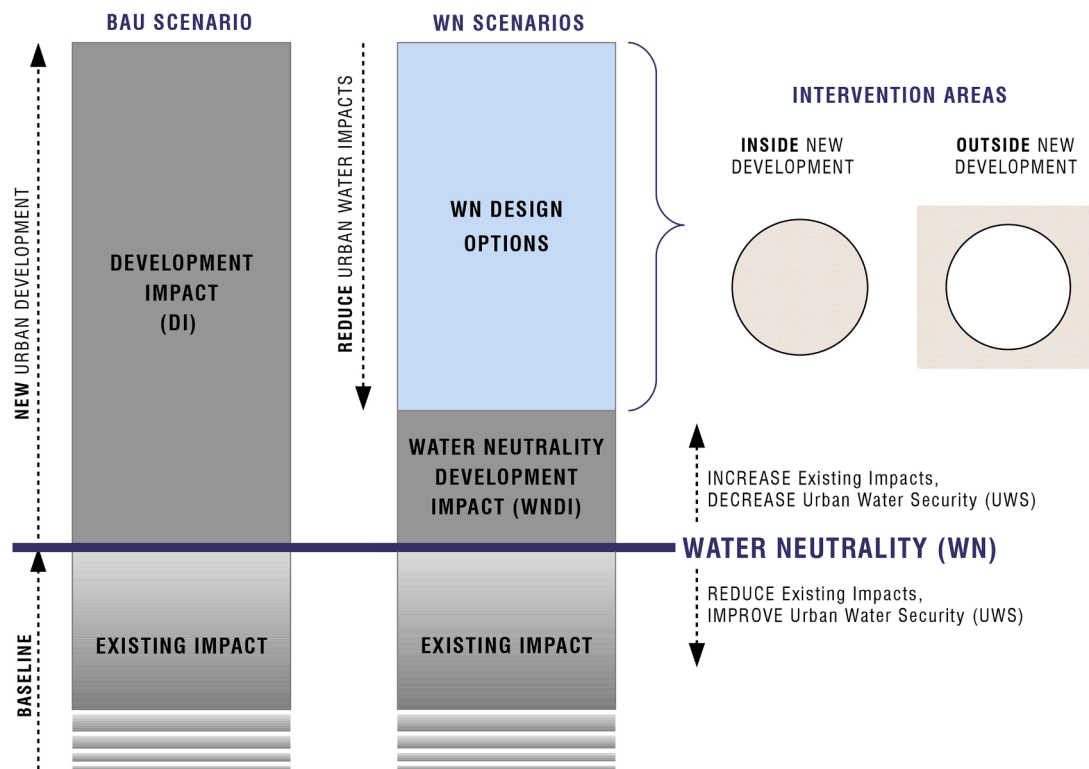 BAU SCENARIO
WN SCENARIOS
NEW URBAN DEVELOPMENT
BASELINE
DEVELOPMENT
IMPACT
(DI)
EXISTING IMPACT
REDUCE URBAN WATER IMPACTS
WN DESIGN
OPTIONS
WATER NEUTRALITY
DEVELOPMENT
IMPACT (WNDI)
EXISTING IMPACT
INTERVENTION AREAS
INSIDE NEW
DEVELOPMENT
OUTSIDE NEW
DEVELOPMENT
INCREASE Existing Impacts,
DECREASE Urban Water Security (UWS)
WATER NEUTRALITY (WN)
REDUCE Existing Impacts,
IMPROVE Urban Water Security (UWS)